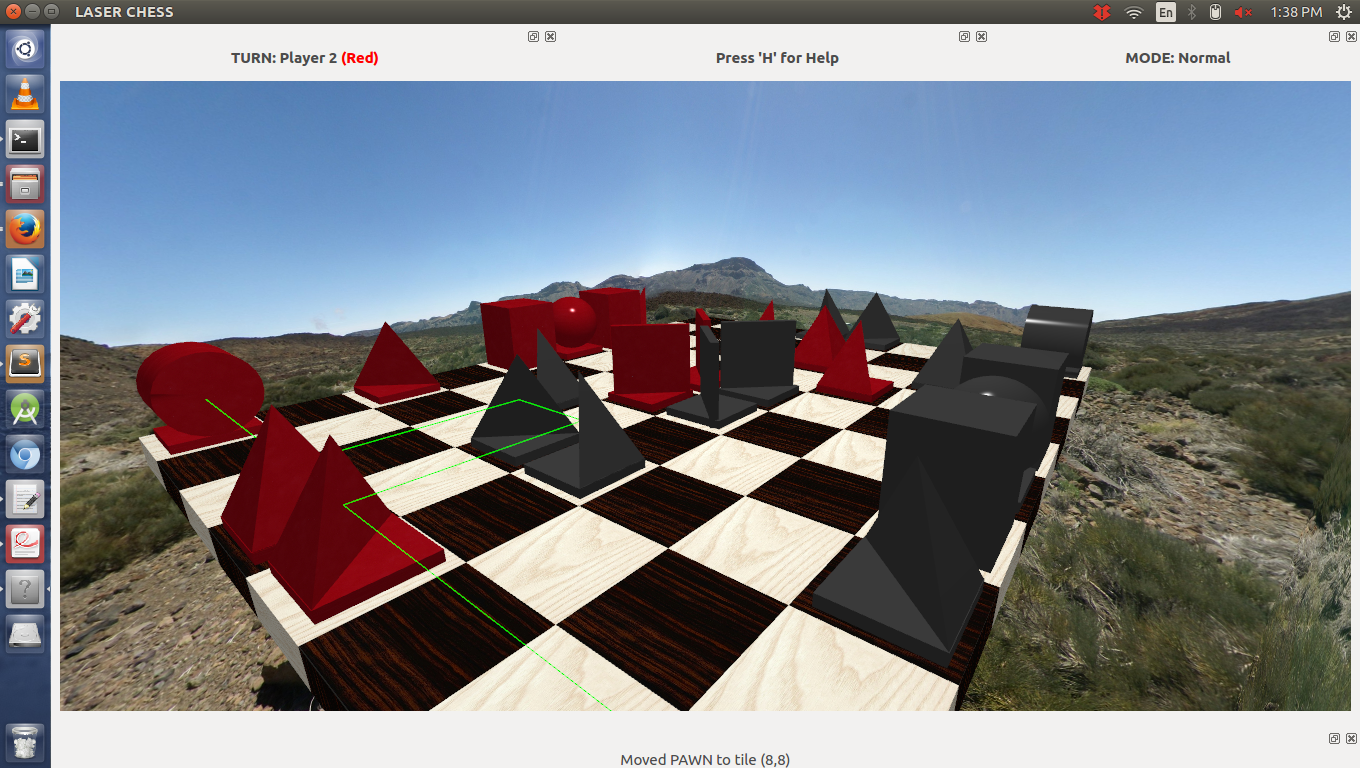 LASER CHESS
En
1:38 PM
TURN: Player 2 (Red)
Press 'H' for Help
MODE: Normal
Moved PAWN to tile (8,8)